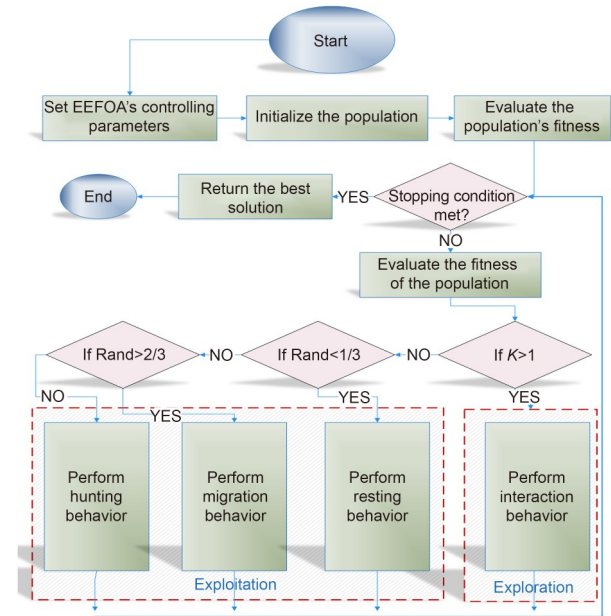 Start
Set EEFOA's controlling
parameters
Initialize the population
Evaluate the
population's fitness
End
Return the best
solution
YES
Stopping condition
met?
NO
Evaluate the fitness
of the population
If Rand>2/3
NO
If Rand<1/3
NO
If K>1
NO
YES
YES
YES
Perform
hunting
behavior
Perform
migration
behavior
Perform
resting
behavior
Perform
interaction
behavior
Exploitation
Exploration